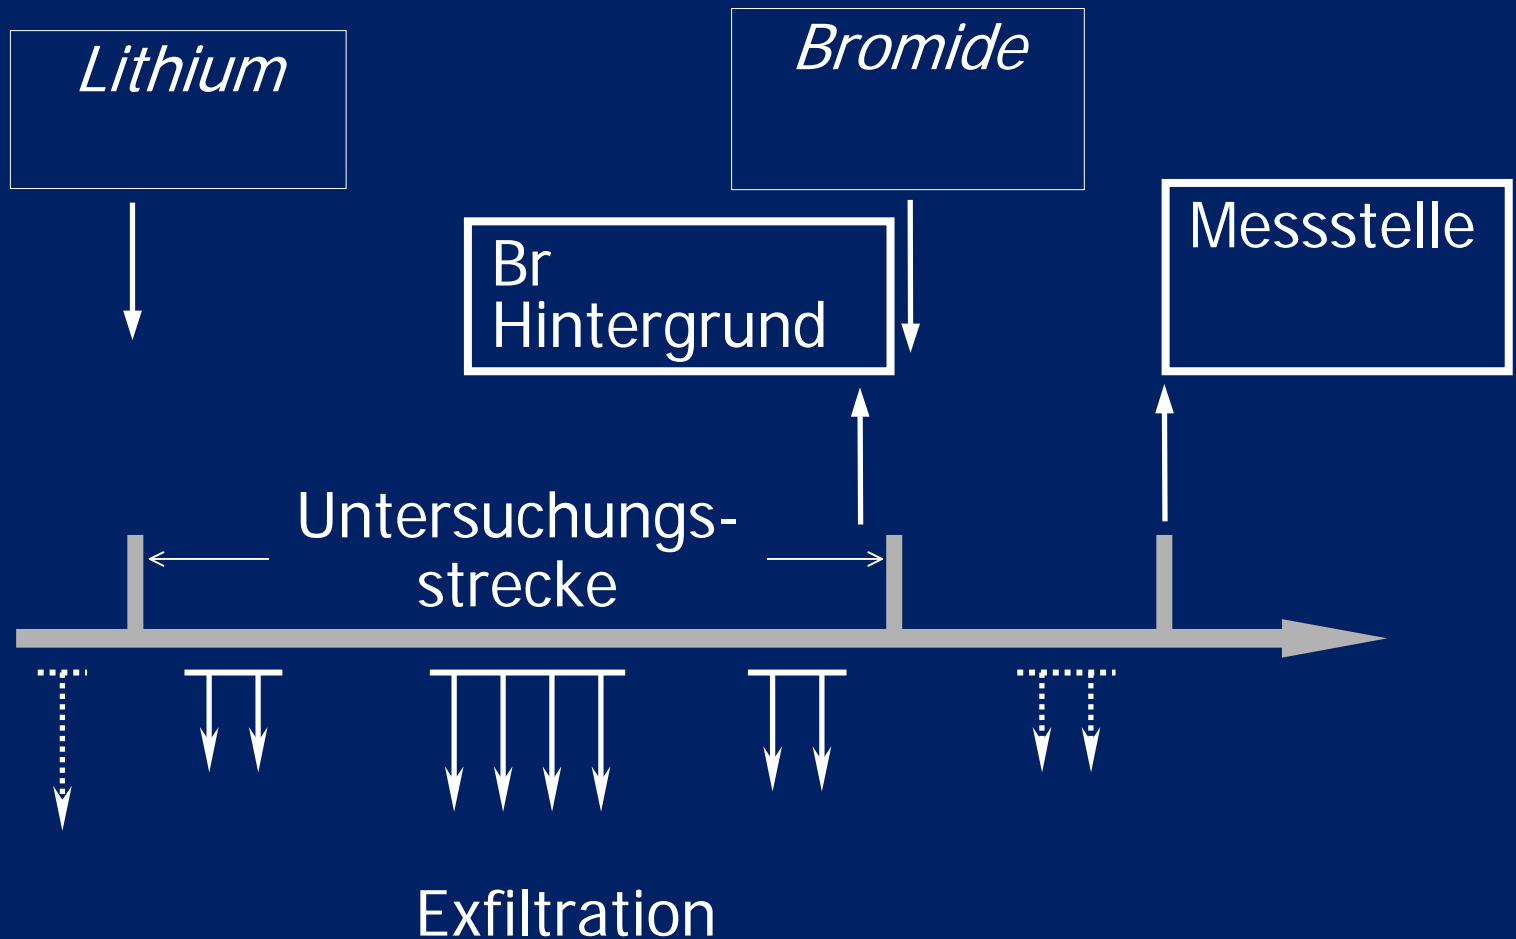 Lithium
Bromide
Br
Hintergrund
Messstelle
Untersuchungs-
strecke
Exfiltration